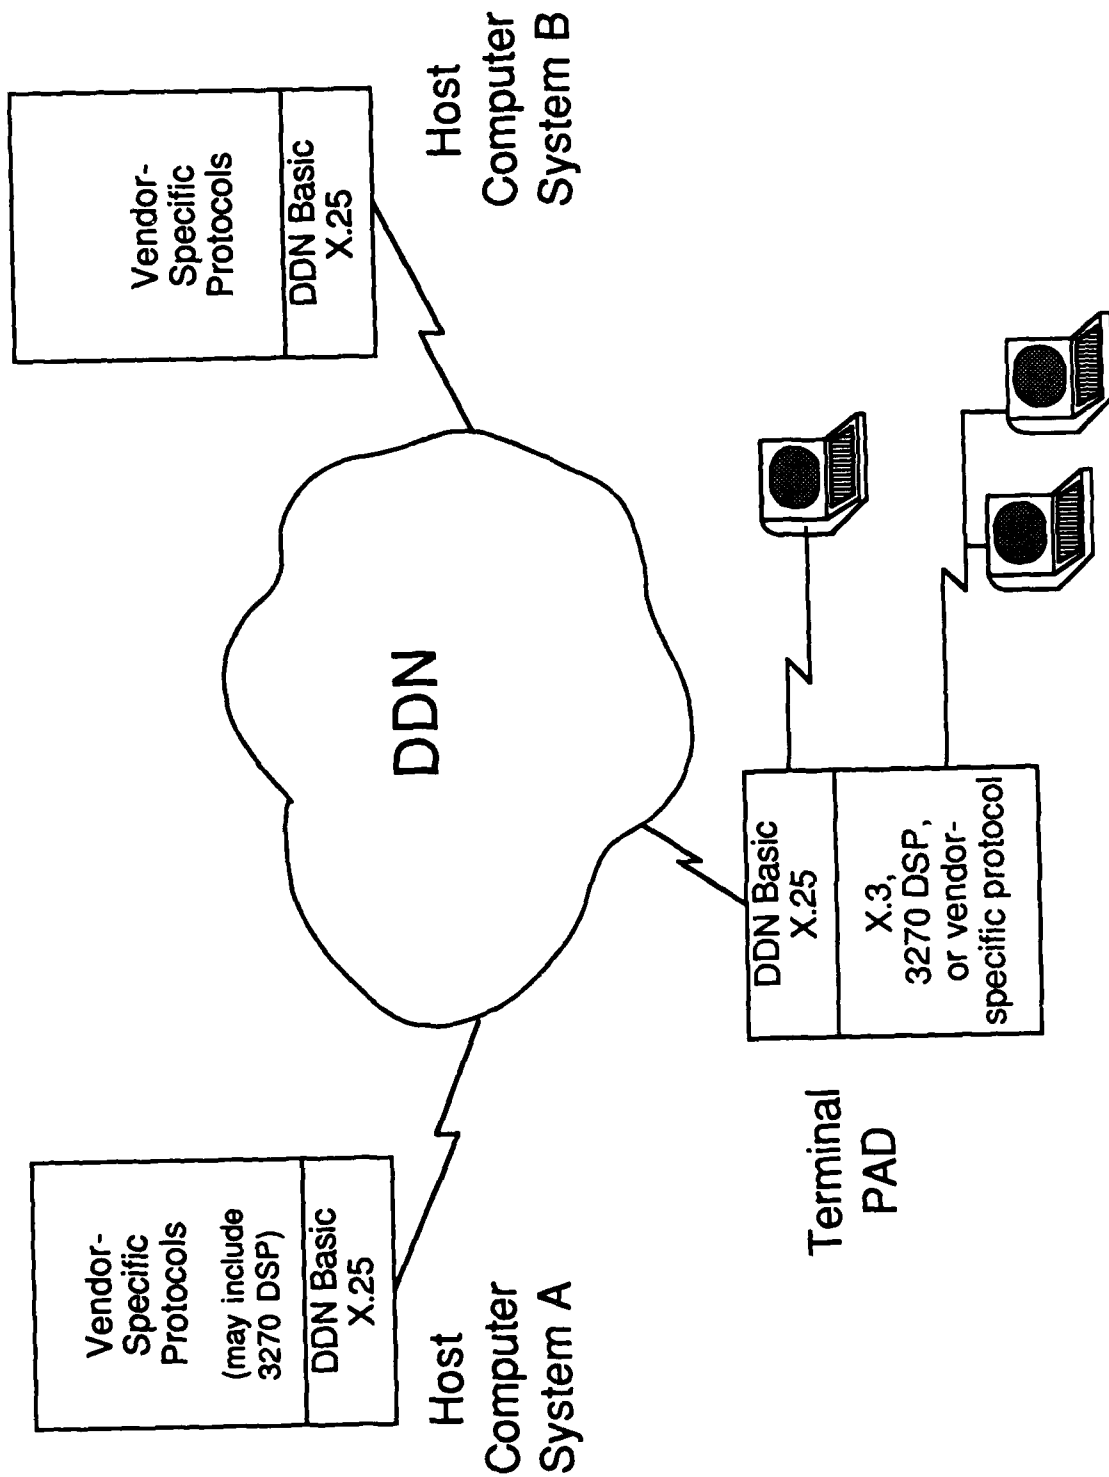 Vendor-
Specific
Protocols
(may include
3270 DSP)
DDN Basic
X.25
Host
Computer
System A
Vendor-
Specific
Protocols
DDN Basic
X.25
Host
Computer
System B
DDN
Terminal
PAD
DDN Basic
X.25
X.3,
3270 DSP,
or vendor-
specific protocol